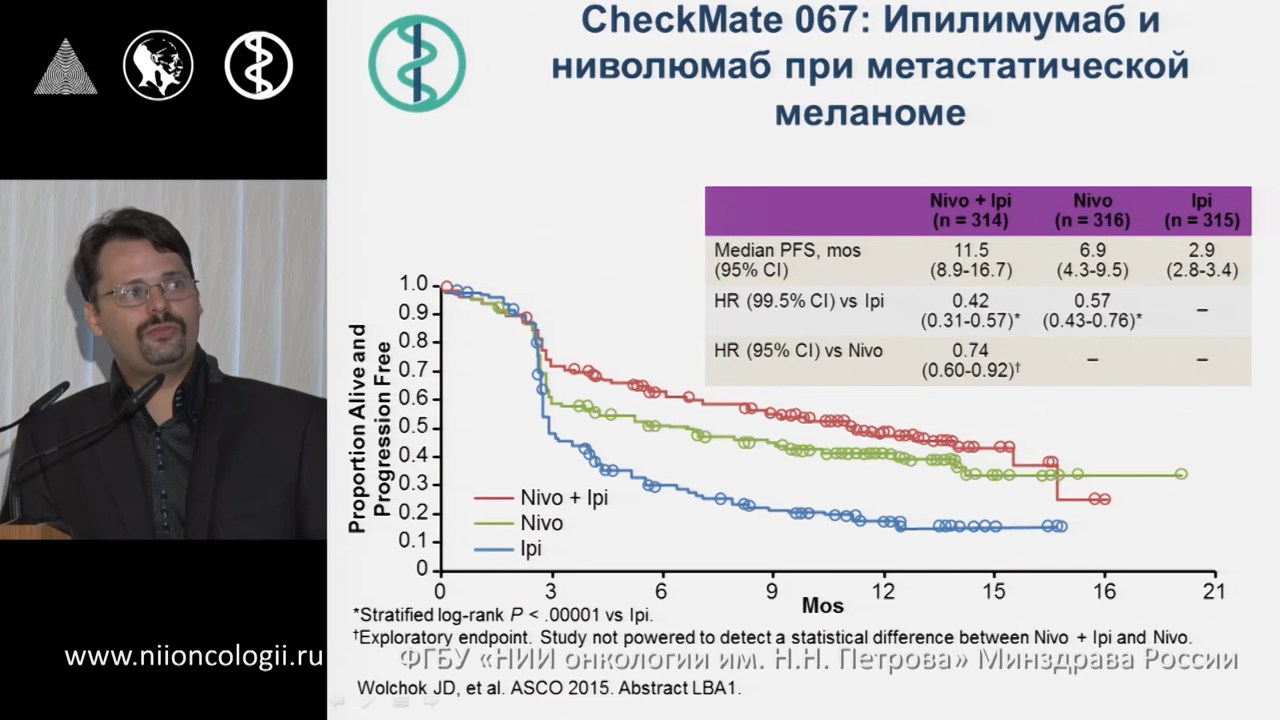 CheckMate 067: Ипилимумаб и
ниволюмаб при метастатической
меланоме
Nivo + Ipi
(n = 314)
Nivo
(n = 316)
Ipi
(n = 315)
Median PFS, mos
(95% CI)
11.5
(8.9-16.7)
6.9
(4.3-9.5)
2.9
(2.8-3.4)
HR (99.5% CI) vs Ipi
0.42
(0.31-0.57)*
0.57
(0.43-0.76)*
–
HR (95% CI) vs Nivo
0.74
(0.60-0.92)†
–
–
Proportion Alive and
Progression Free
1.0
0.9
0.8
0.7
0.6
0.5
0.4
0.3
0.2
0.1
0
Nivo + Ipi
Nivo
Ipi
0 3 6 9 12 15 16 21
Mos
*Stratified log-rank P < .00001 vs Ipi.
†Exploratory endpoint. Study not powered to detect a statistical difference between Nivo + Ipi and Nivo.
www.niioncologii.ru
ФГБУ «НИИ онкологии им. Н.Н. Петрова» Минздрава России
Wolchok JD, et al. ASCO 2015. Abstract LBA1.